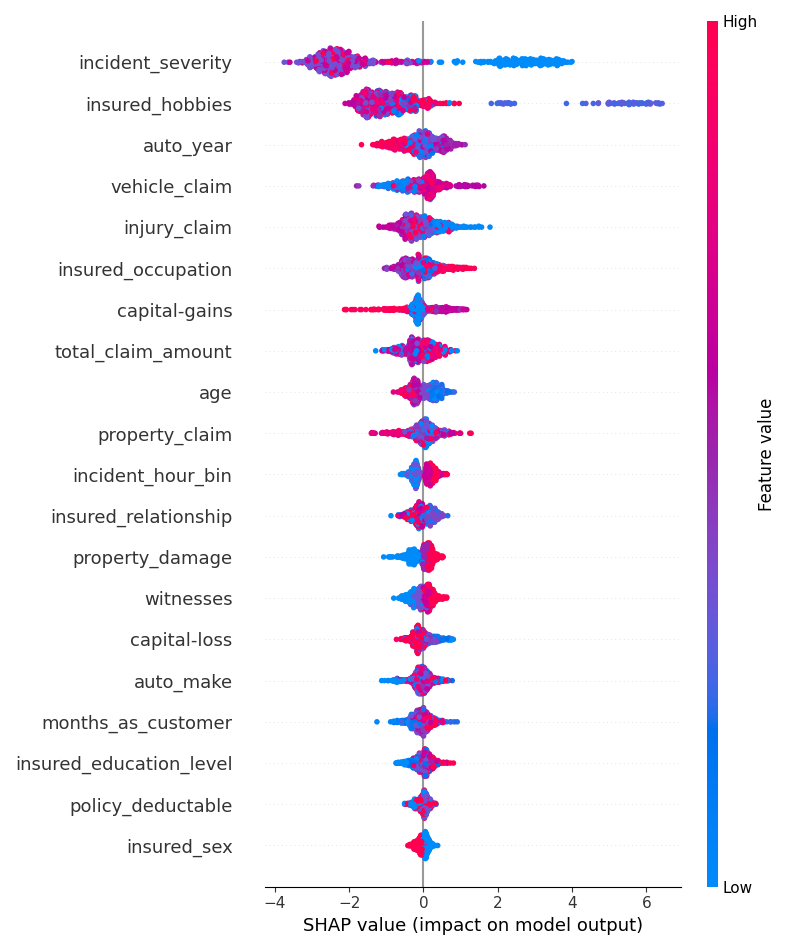 High
incident_severity
insured_hobbies
auto_year
vehicle_claim
injury_claim
insured_occupation
capital-gains
total_claim_amount
age
property_claim
incident_hour_bin
insured_relationship
property_damage
witnesses
capital-loss
auto_make
months_as_customer
insured_education_level
policy_deductable
insured_sex
Feature value
Low
−4 −2 0 2 4 6
SHAP value (impact on model output)